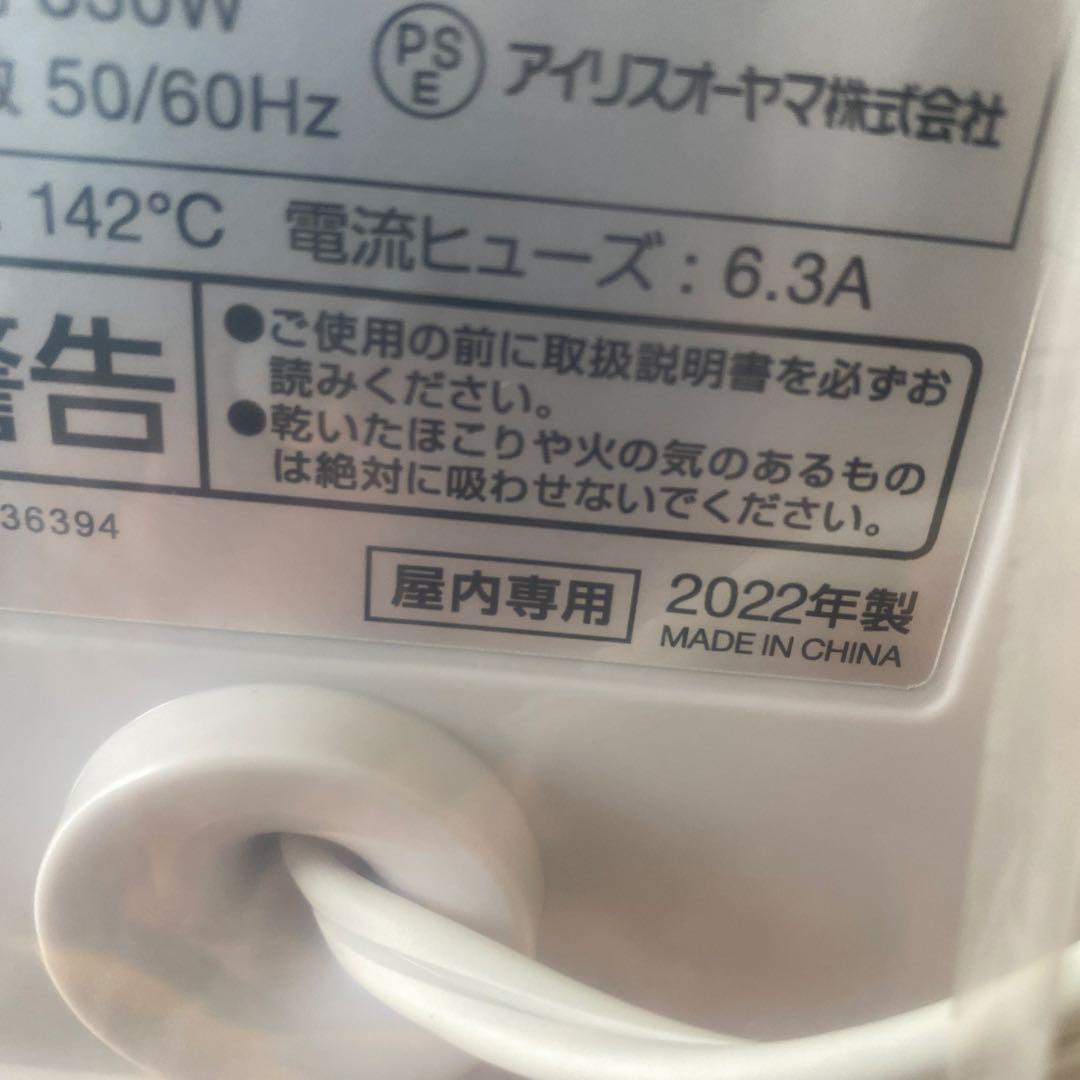 50/60Hz
PS
E
アイリスオーヤマ株式会社
142°C 電流ヒューズ：6.3A
警告
●ご使用の前に取扱説明書を必ずお
読みください。
●乾いたほこりや火の気のあるもの
は絶対に吸わせないでください。
36394
屋内専用
2022年製
MADE IN CHINA